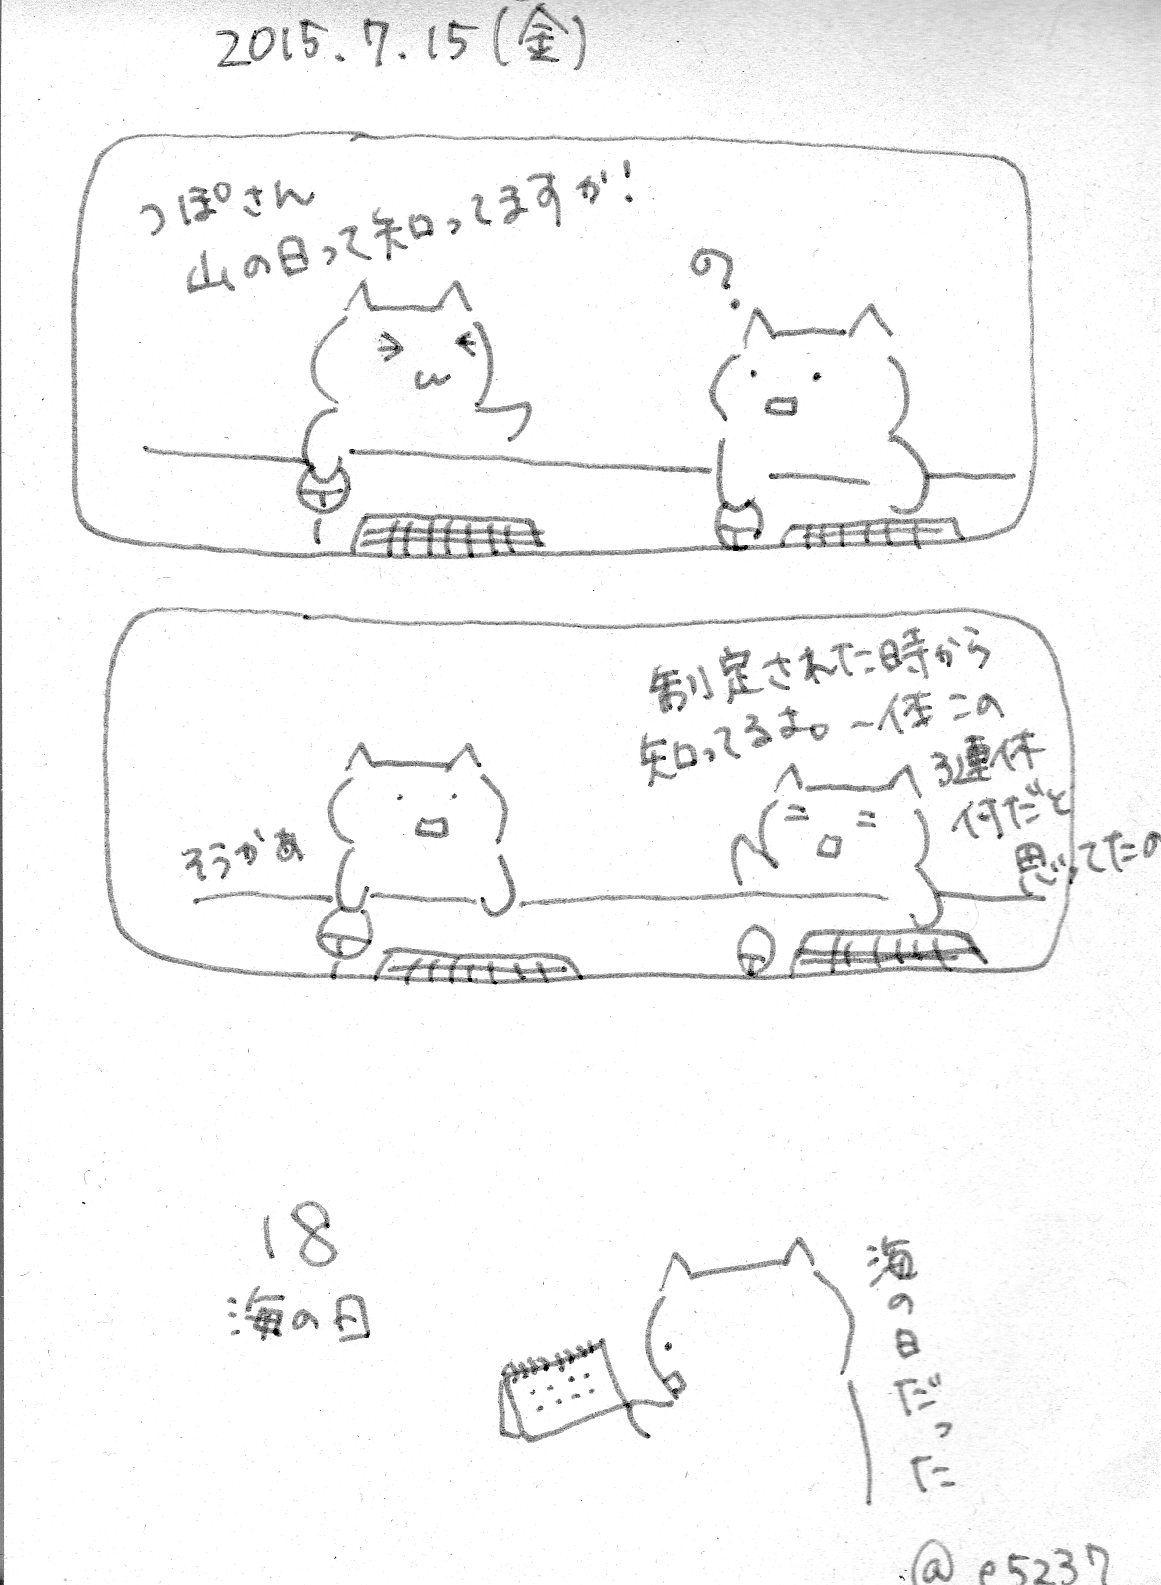 2015.7.15(金)
つぽさん
山の日って知ってますか!
?
制定された時から
知ってるよ。一体この
3連休
何だと
思ってたの
そうかぁ
18
海の日
海の日だった
@e5237